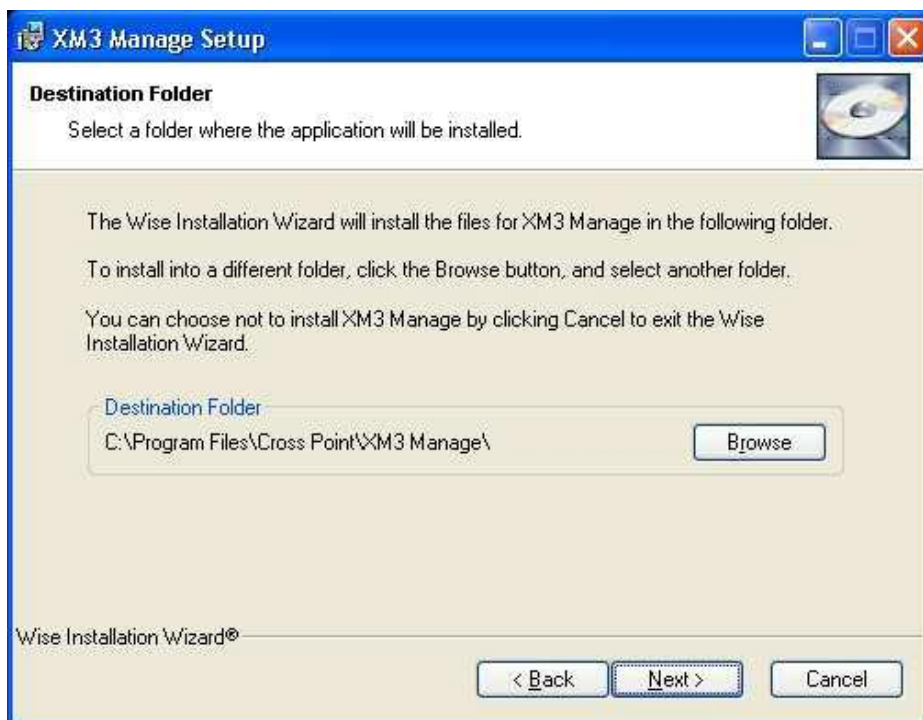 XM3 Manage Setup
Destination Folder
Select a folder where the application will be installed.
The Wise Installation Wizard will install the files for XM3 Manage in the following folder.
To install into a different folder, click the Browse button, and select another folder.
You can choose not to install XM3 Manage by clicking Cancel to exit the Wise
Installation Wizard.
Destination Folder
C:\Program Files\Cross Point\XM3 Manage\
Browse
Wise Installation Wizard®
< Back
Next >
Cancel